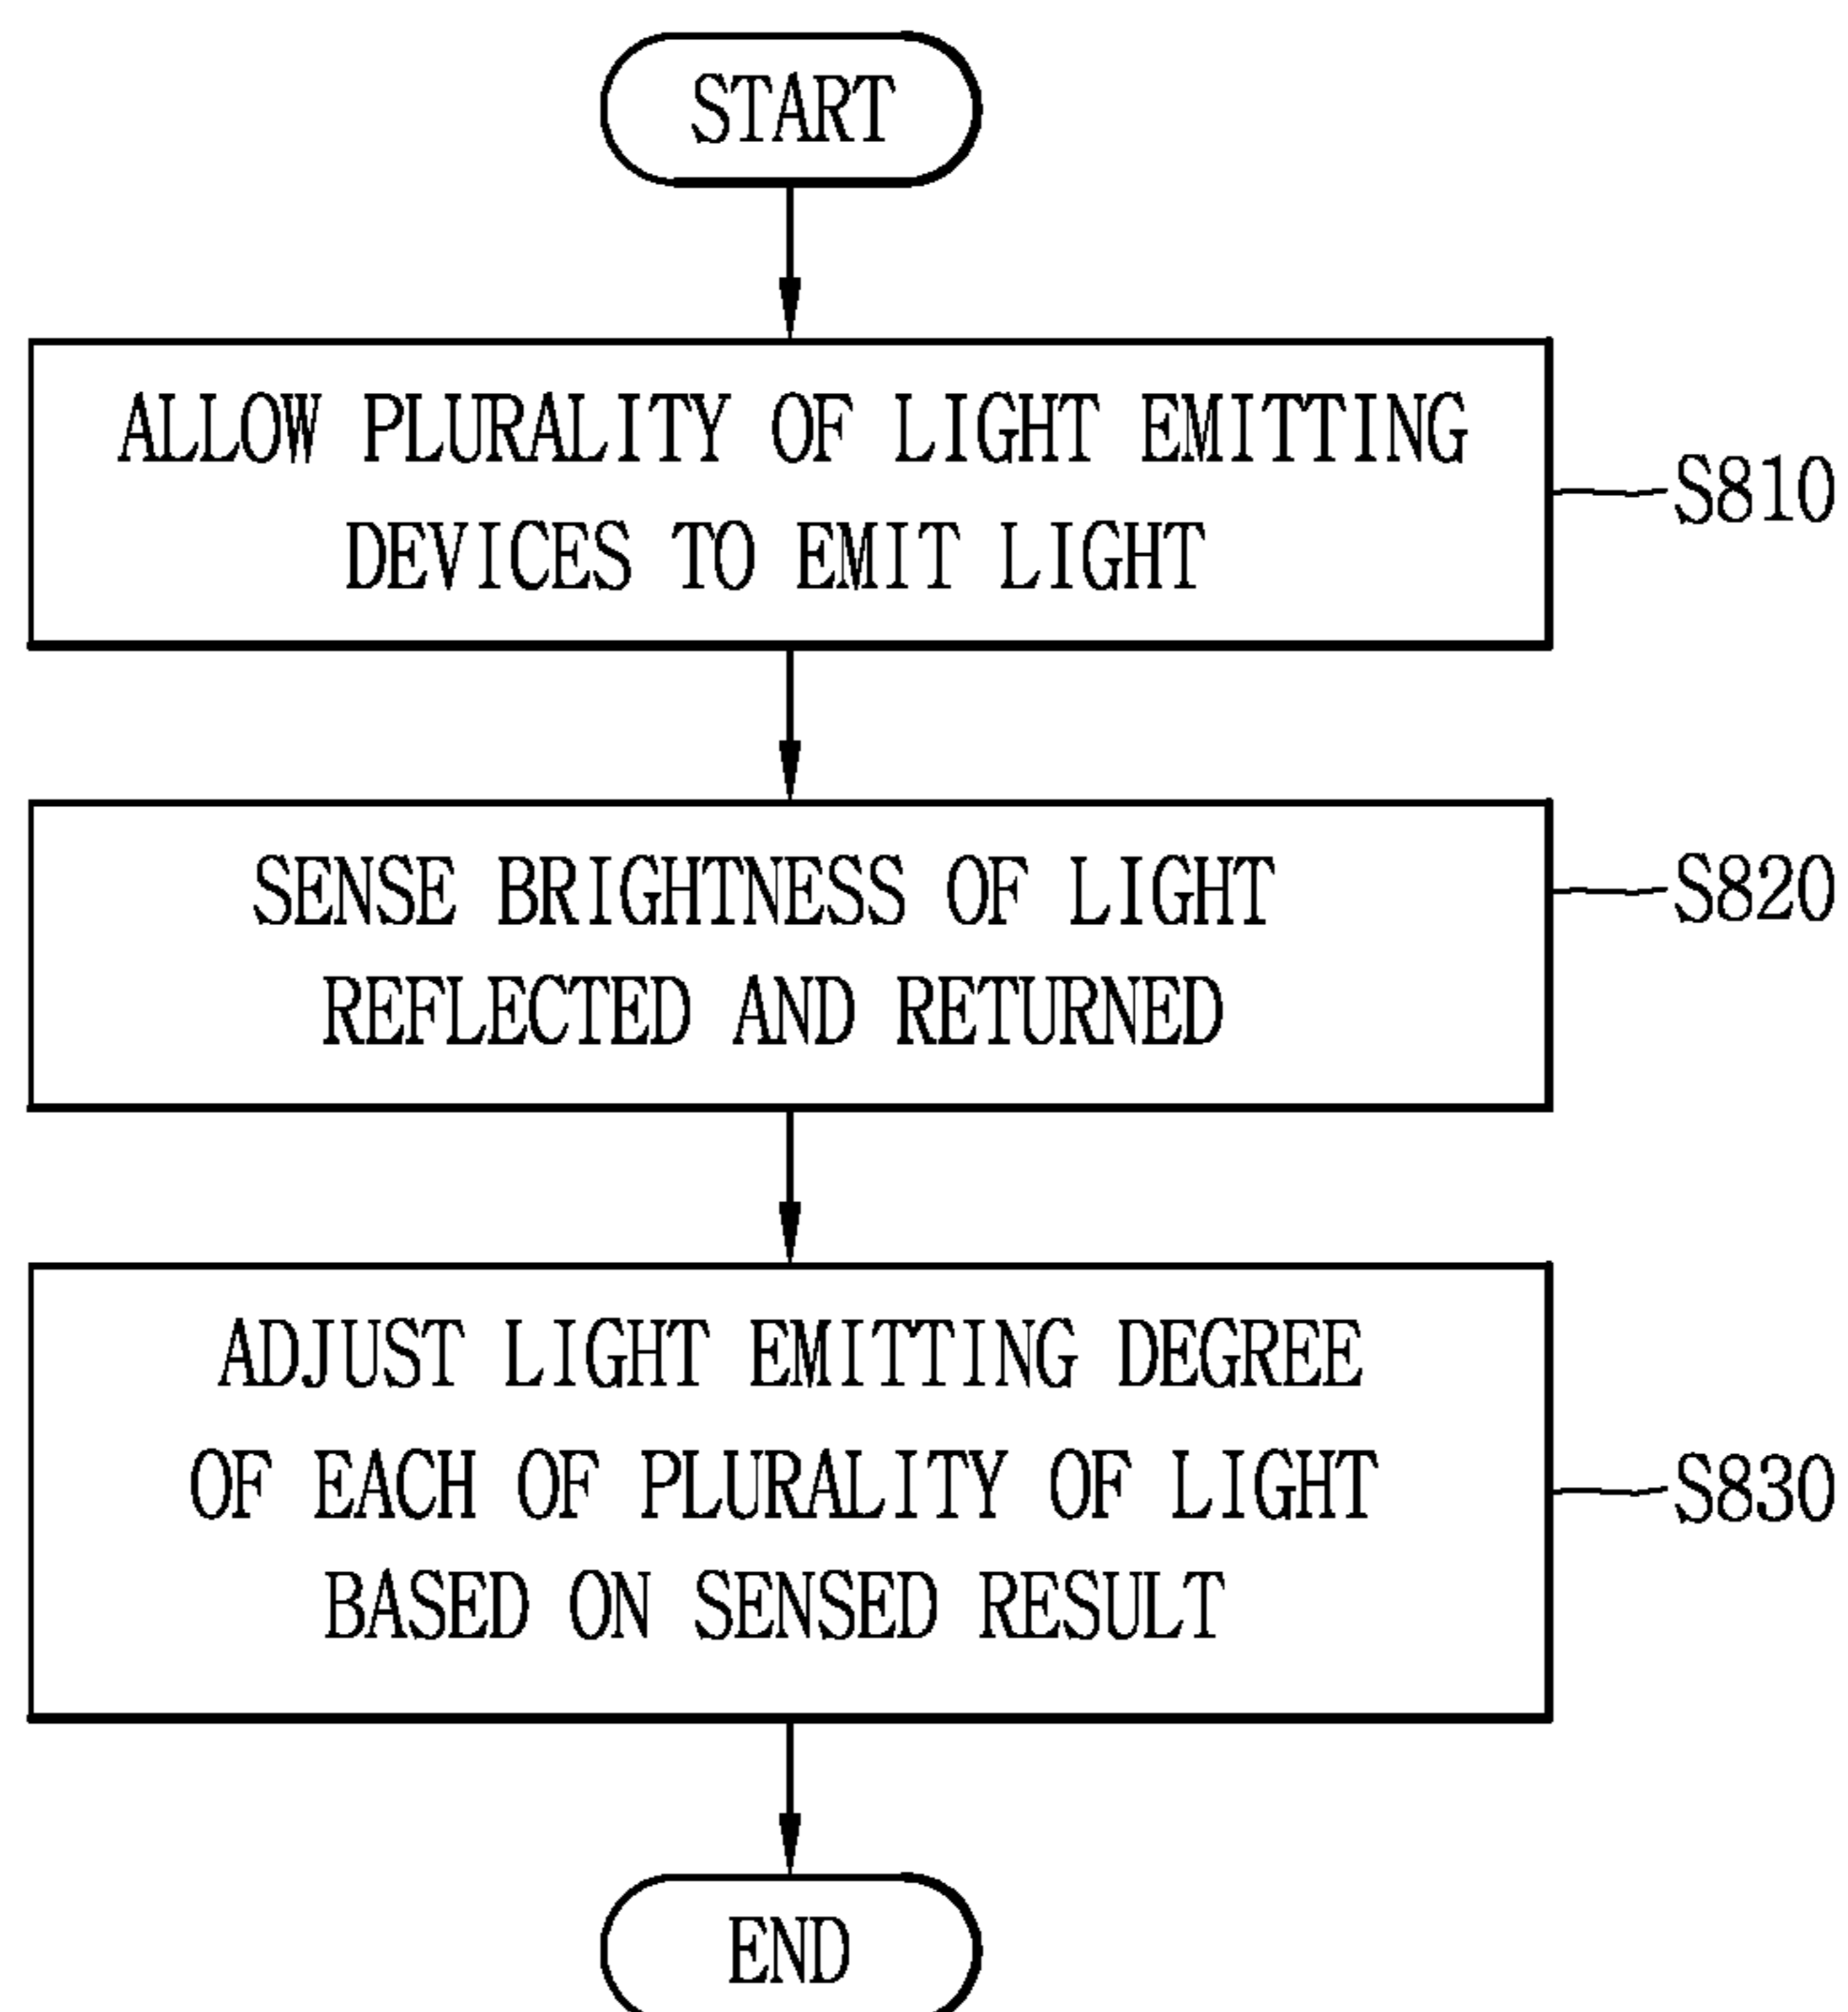 START
ALLOW PLURALITY OF LIGHT EMITTING
DEVICES TO EMIT LIGHT
S810
SENSE BRIGHTNESS OF LIGHT
REFLECTED AND RETURNED
S820
ADJUST LIGHT EMITTING DEGREE
OF EACH OF PLURALITY OF LIGHT
BASED ON SENSED RESULT
S830
END